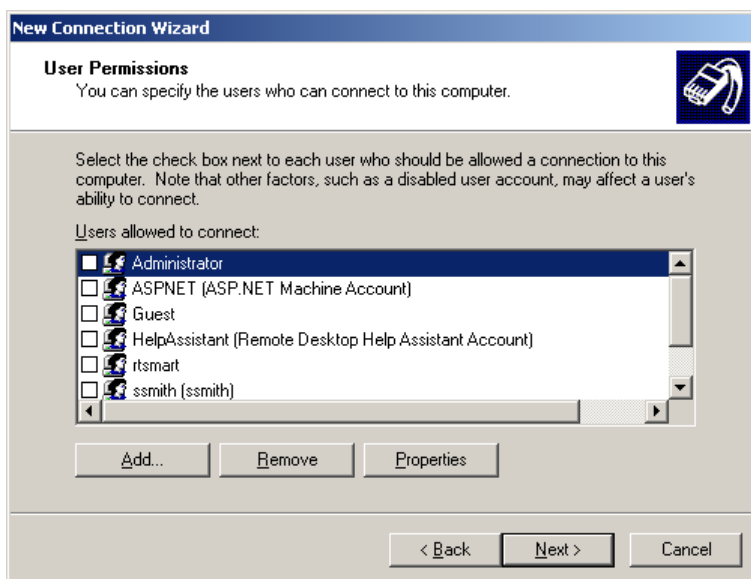 New Connection Wizard
User Permissions
You can specify the users who can connect to this computer.
Select the check box next to each user who should be allowed a connection to this
computer.  Note that other factors, such as a disabled user account, may affect a user's
ability to connect.
Users allowed to connect:
Administrator
ASPNET (ASP.NET Machine Account)
Guest
HelpAssistant (Remote Desktop Help Assistant Account)
rtsmart
ssmith (ssmith)
Add...
Remove
Properties
< Back
Next >
Cancel